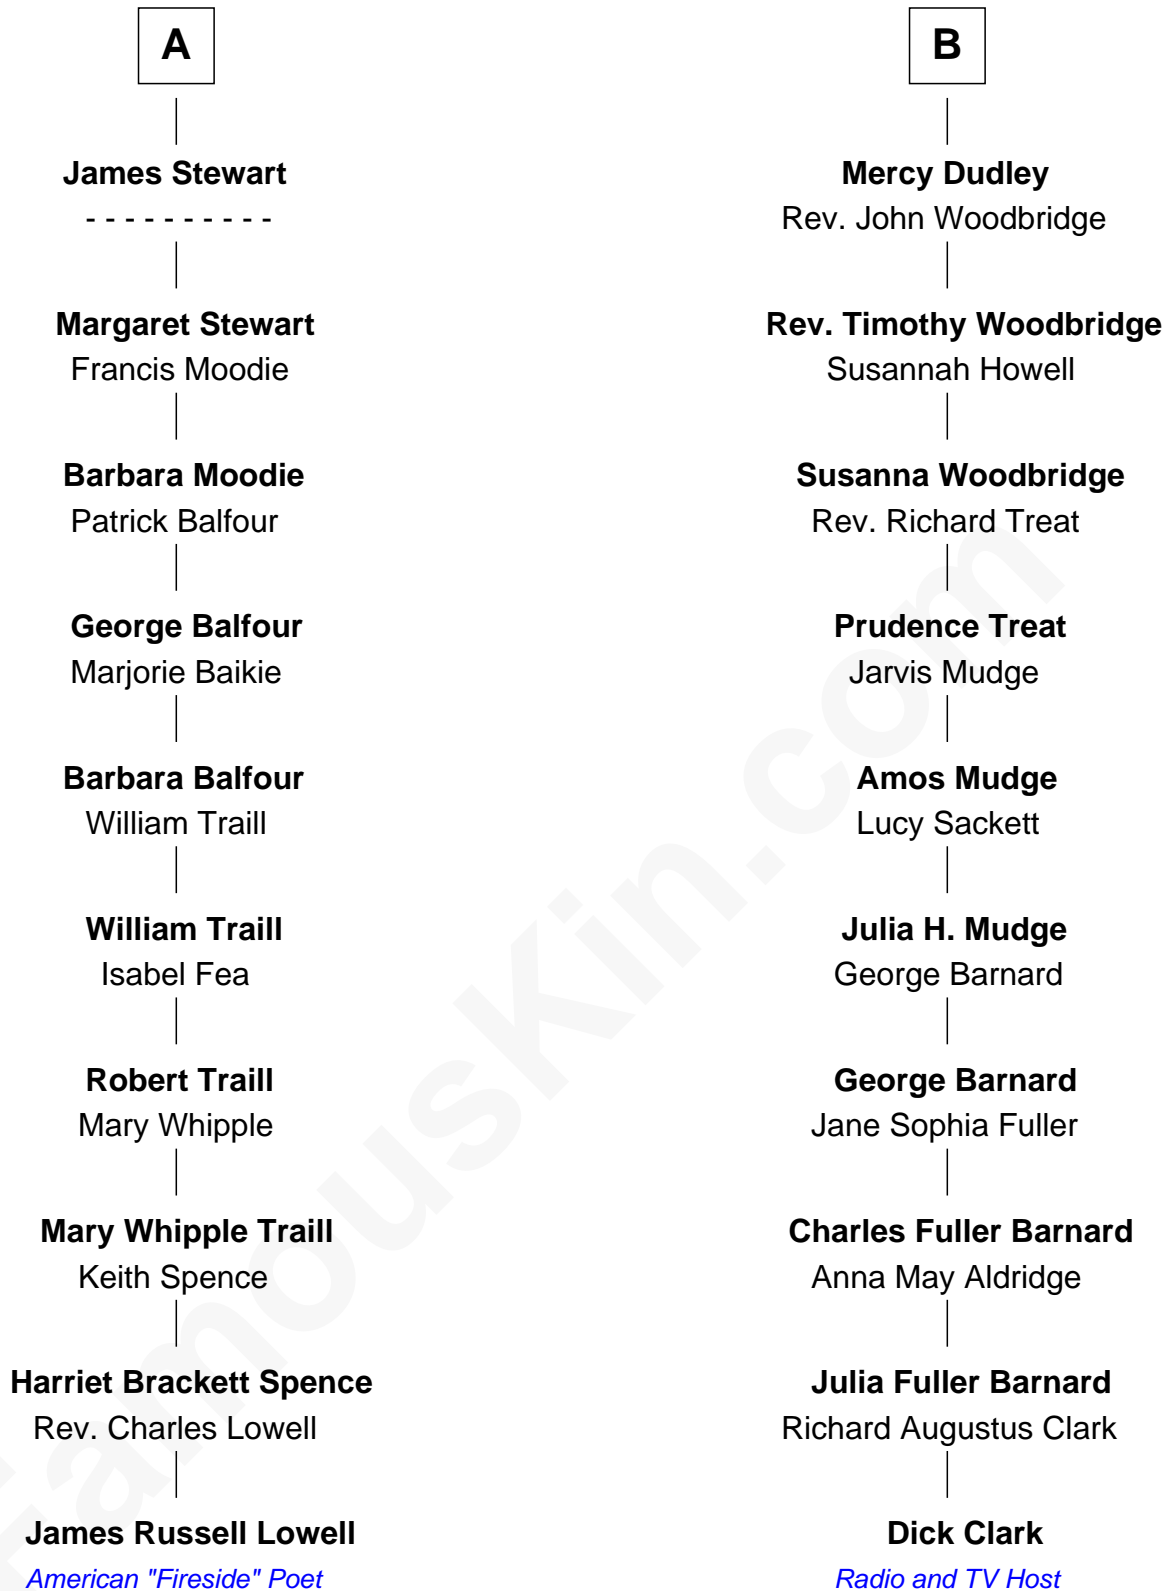 A
James Stewart
- - - - - - - - - -
Margaret Stewart
Francis Moodie
Barbara Moodie
Patrick Balfour
George Balfour
Marjorie Baikie
Barbara Balfour
William Traill
William Traill
Isabel Fea
Robert Traill
Mary Whipple
Mary Whipple Traill
Keith Spence
Harriet Brackett Spence
Rev. Charles Lowell
James Russell Lowell
American "Fireside" Poet
B
Mercy Dudley
Rev. John Woodbridge
Rev. Timothy Woodbridge
Susannah Howell
Susanna Woodbridge
Rev. Richard Treat
Prudence Treat
Jarvis Mudge
Amos Mudge
Lucy Sackett
Julia H. Mudge
George Barnard
George Barnard
Jane Sophia Fuller
Charles Fuller Barnard
Anna May Aldridge
Julia Fuller Barnard
Richard Augustus Clark
Dick Clark
Radio and TV Host
FamousKin.com